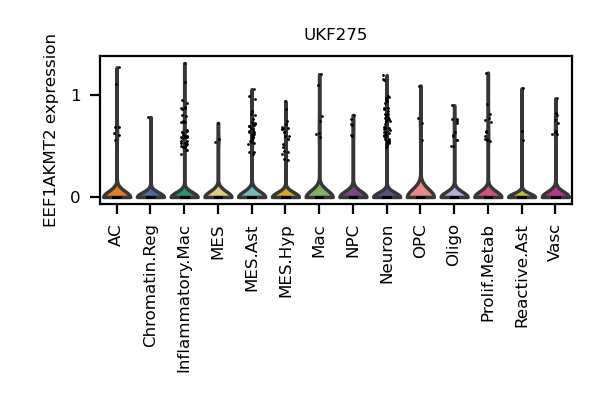 UKF275
EEF1AKMT2 expression
1
0
AC
Chromatin.Reg
Inflammatory.Mac
MES
MES.Ast
MES.Hyp
Mac
NPC
Neuron
OPC
Oligo
Prolif.Metab
Reactive.Ast
Vasc